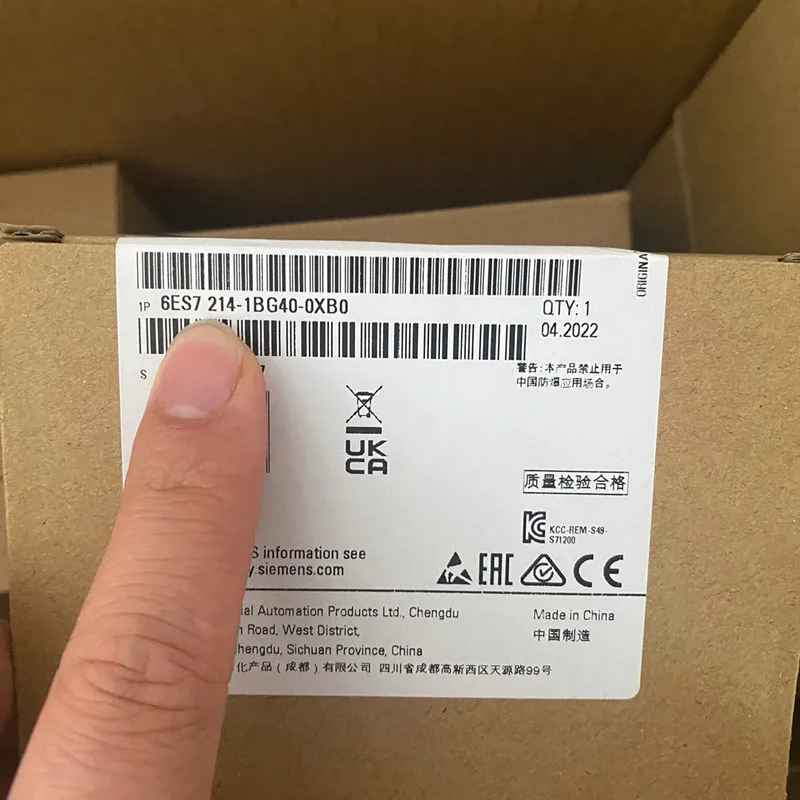 ORIGINA
1P 6ES7 214-1BG40-0XB0 QTY: 1
04.2022
S
警告: 本产品禁止用于
中国防爆应用场合。
UK
CA
质量检验合格
KCC-REM-S49-
S71200
S information see
y.siemens.com
EAC CE
ial Automation Products Ltd., Chengdu
n Road, West District,
hengdu, Sichuan Province, China
化产品(成都)有限公司 四川省成都高新西区天源路99号
Made in China
中国制造